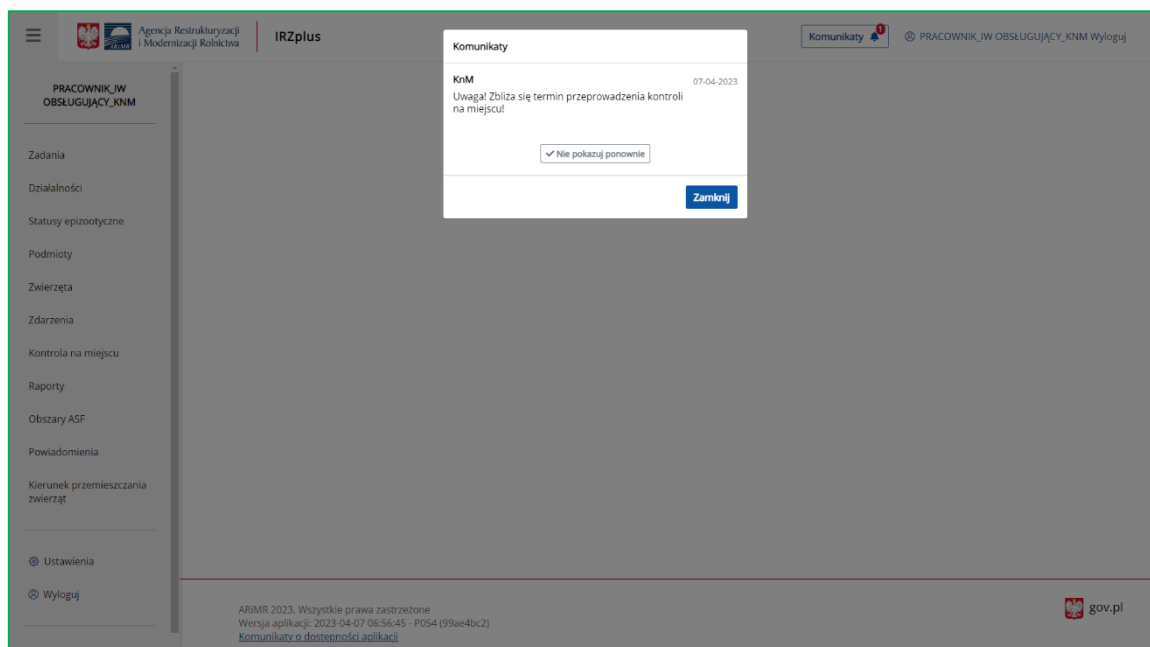 Agencja Restrukturyzacji
i Modernizacji Rolnictwa
IRZplus
Komunikaty 1
PRACOWNIK_IW OBSŁUGUJĄCY_KNM Wyloguj
PRACOWNIK_IW
OBSŁUGUJĄCY_KNM
Zadania
Działalności
Statusy epizootyczne
Podmioty
Zwierzęta
Zdarzenia
Kontrola na miejscu
Raporty
Obszary ASF
Powiadomienia
Kierunek przemieszczania
zwierząt
Ustawienia
Wyloguj
Komunikaty
KnM
07-04-2023
Uwaga! Zbliża się termin przeprowadzenia kontroli
na miejscu!
Nie pokazuj ponownie
Zamknij
ARiMR 2023. Wszystkie prawa zastrzeżone
Wersja aplikacji: 2023-04-07 06:56:45 - P054 (99ae4bc2)
Komunikaty o dostępności aplikacji
gov.pl